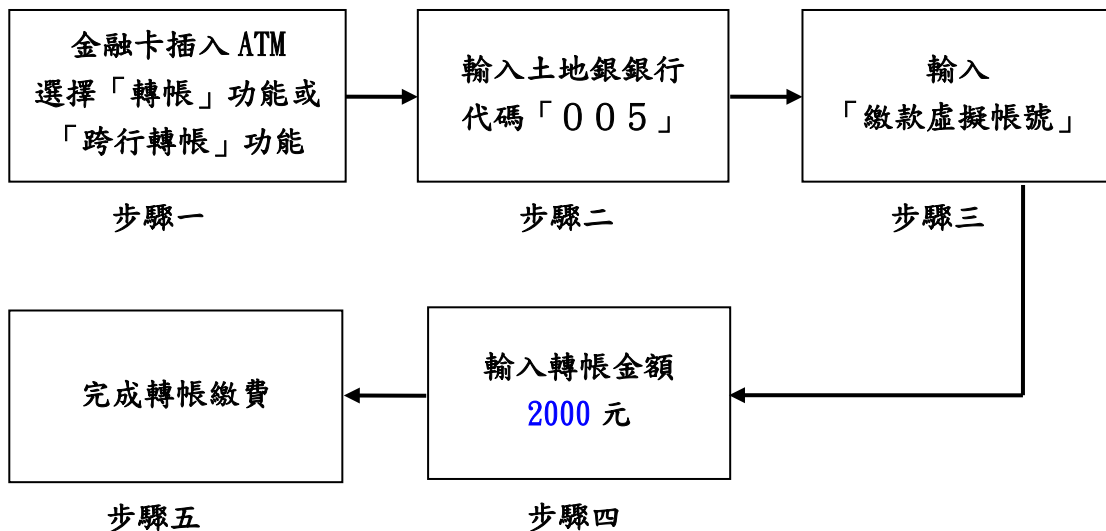 金融卡插入 ATM
選擇「轉帳」功能或
「跨行轉帳」功能
步驟一
輸入土地銀銀行
代碼「００５」
步驟二
輸入
「繳款虛擬帳號」
步驟三
輸入轉帳金額
2000 元
步驟四
完成轉帳繳費
步驟五